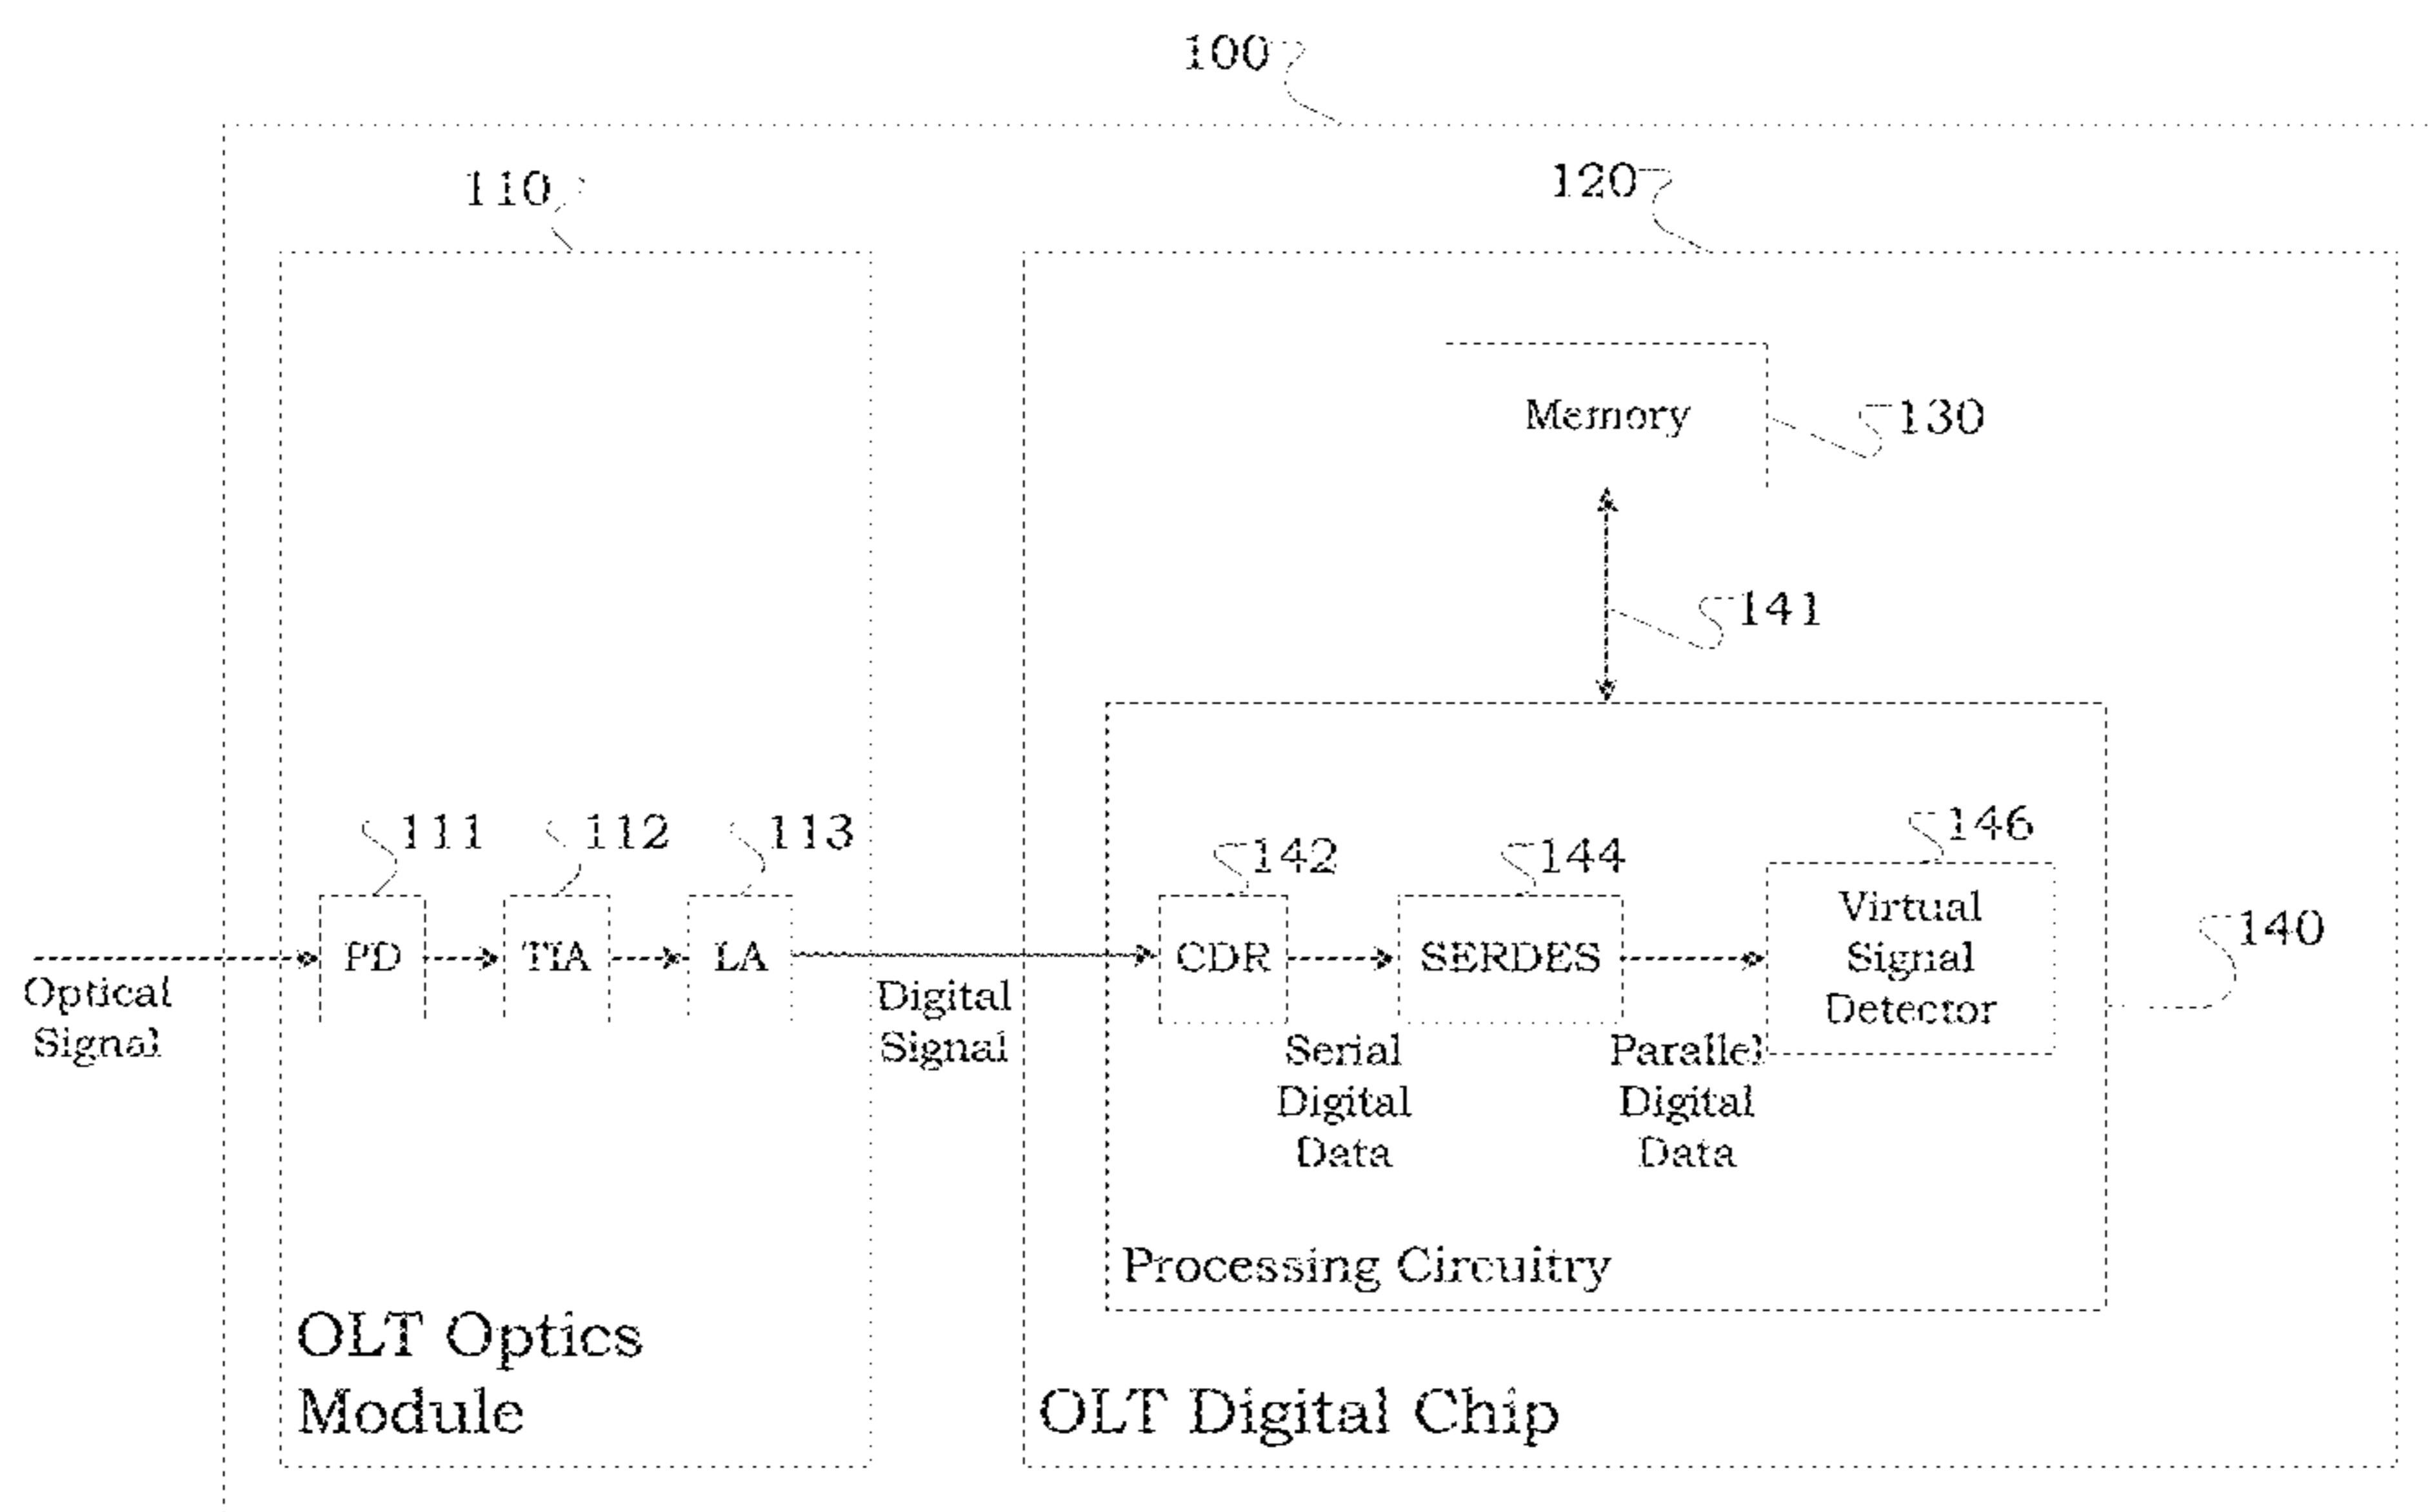 100
110
120
Memory
130
141
111
112
113
142
144
146
PD
TIA
LA
CDR
SERDES
Virtual
Signal
Detector
140
Optical
Signal
Digital
Signal
Serial
Digital
Data
Parallel
Digital
Data
Processing Circuitry
OLT Optics
Module
OLT Digital Chip